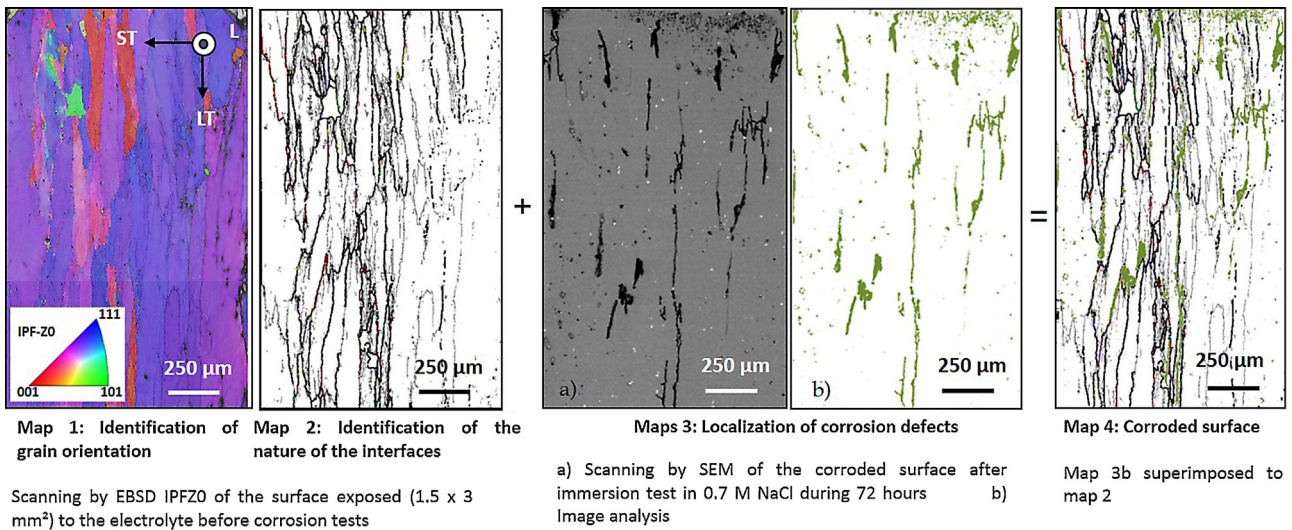 ST
L
LT
IPF-Z0
111
001
101
250 µm
250 µm
+
a)
250 µm
b)
250 µm
=
250 µm
Map 1: Identification of
grain orientation
Map 2: Identification of the
nature of the interfaces
Maps 3: Localization of corrosion defects
Map 4: Corroded surface
Scanning by EBSD IPFZ0 of the surface exposed (1.5 x 3
mm²) to the electrolyte before corrosion tests
a) Scanning by SEM of the corroded surface after
immersion test in 0.7 M NaCl during 72 hours b)
Image analysis
Map 3b superimposed to
map 2